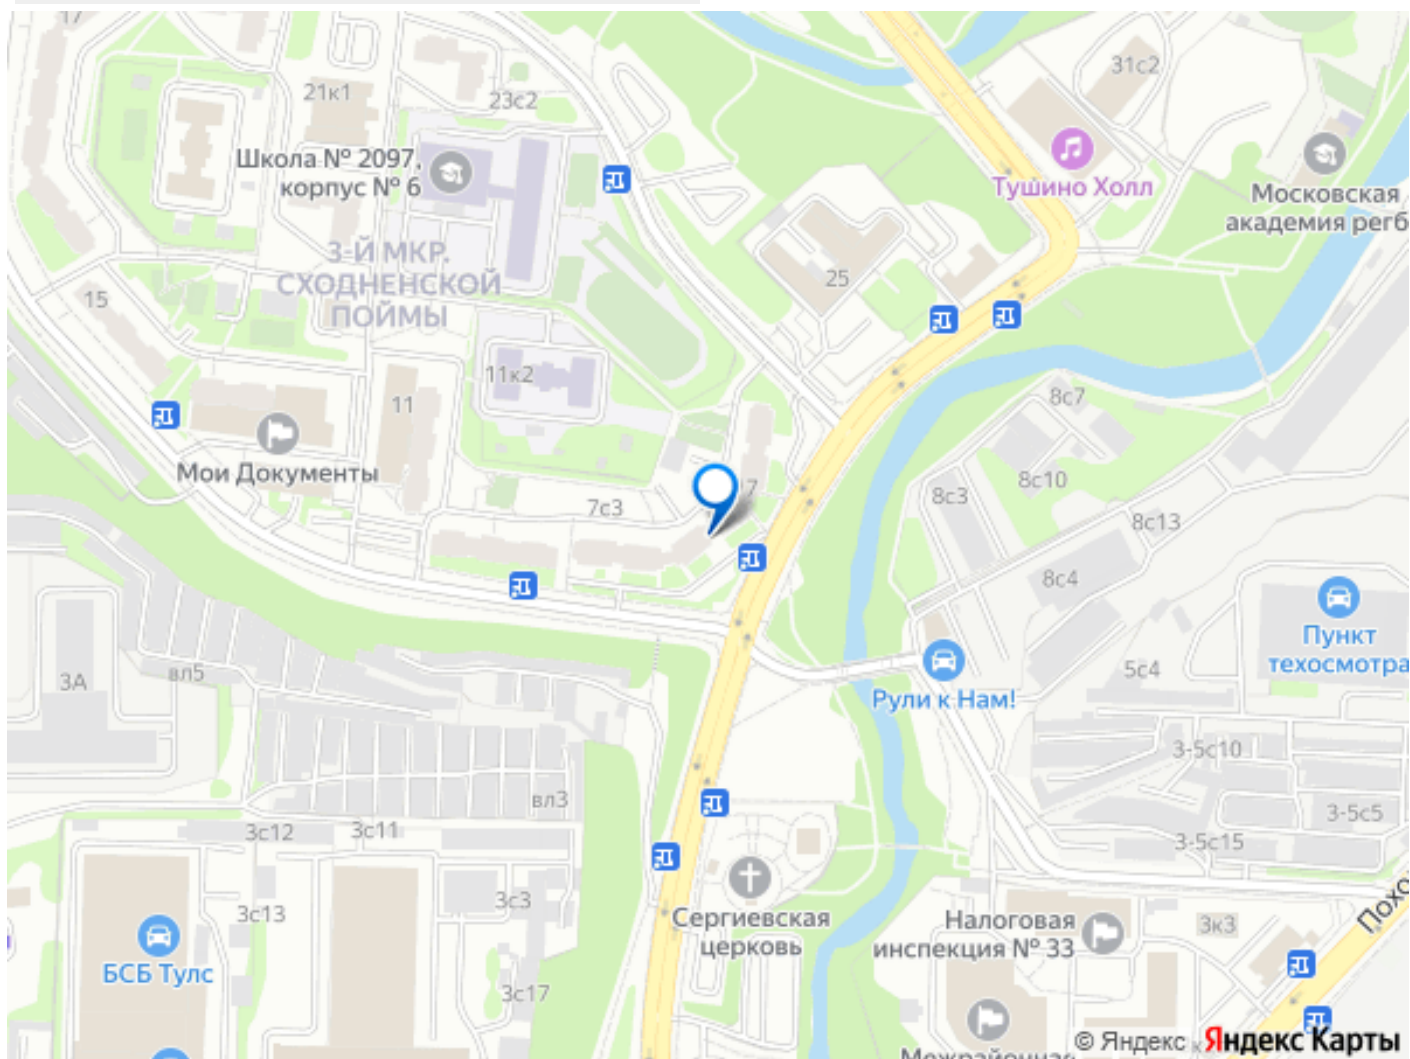 17
21к1
23с2
31с2
Школа № 2097,
корпус № 6
Тушино Холл
Московская
академия регб
3-Й МКР.
СХОДНЕНСКОЙ
ПОЙМЫ
25
15
11к2
11
8с7
Мои Документы
7
7с3
8с3
8с10
8с13
8с4
Пункт
техосмотра
5с4
3А
вл5
Рули к Нам!
3-5с10
вл3
3-5с5
3с12
3с11
3-5с15
3с3
3с13
Сергиевская
церковь
Налоговая
инспекция № 33
3к3
Похо
БСБ Тулс
3с17
Межрайонная
© Яндекс
Яндекс Карты